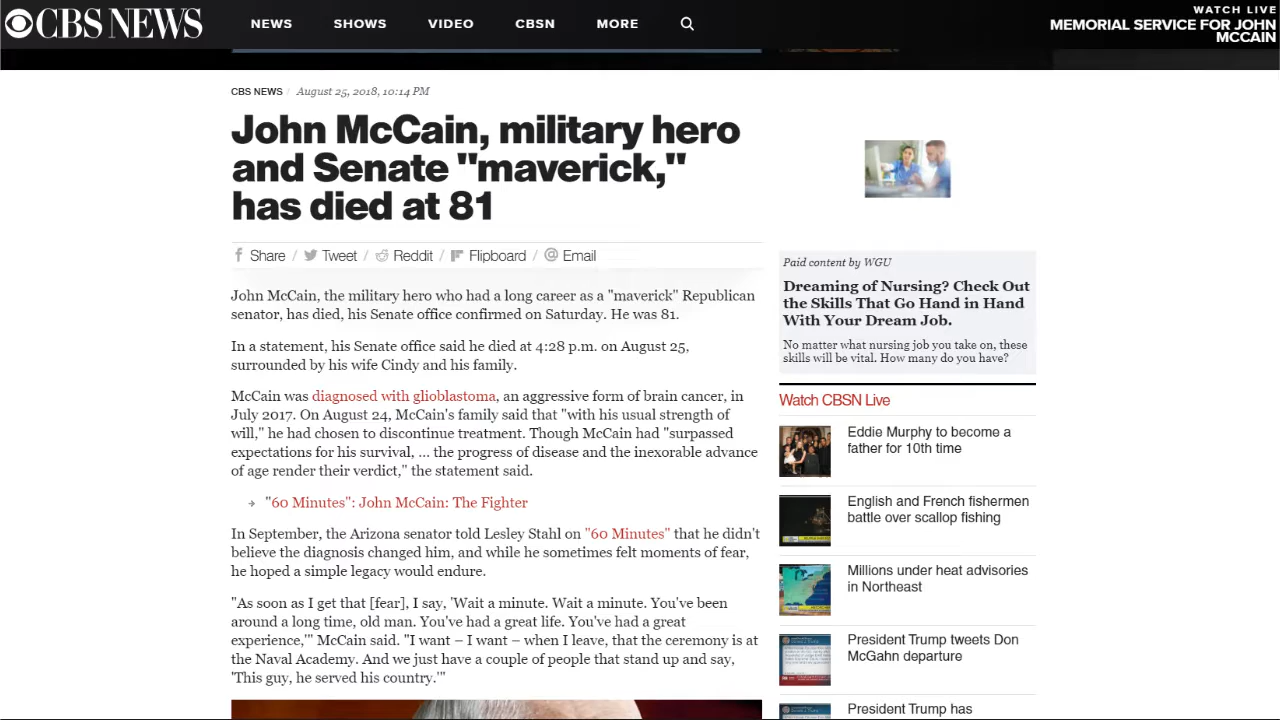 CBS NEWS
NEWS
SHOWS
VIDEO
CBSN
MORE
WATCH LIVE
MEMORIAL SERVICE FOR JOHN
MCCAIN
CBS NEWS / August 25, 2018, 10:14 PM
John McCain, military hero
and Senate "maverick,"
has died at 81
Share / Tweet / Reddit / Flipboard / Email
John McCain, the military hero who had a long career as a "maverick" Republican
senator, has died, his Senate office confirmed on Saturday. He was 81.
In a statement, his Senate office said he died at 4:28 p.m. on August 25,
surrounded by his wife Cindy and his family.
McCain was diagnosed with glioblastoma, an aggressive form of brain cancer, in
July 2017. On August 24, McCain's family said that "with his usual strength of
will," he had chosen to discontinue treatment. Though McCain had "surpassed
expectations for his survival, ... the progress of disease and the inexorable advance
of age render their verdict," the statement said.
"60 Minutes": John McCain: The Fighter
In September, the Arizona senator told Lesley Stahl on "60 Minutes" that he didn't
believe the diagnosis changed him, and while he sometimes felt moments of fear,
he hoped a simple legacy would endure.
"As soon as I get that [fear], I say, 'Wait a minute. Wait a minute. You've been
around a long time, old man. You've had a great life. You've had a great
experience,'" McCain said. "I want – I want – when I leave, that the ceremony is at
the Naval Academy. And we just have a couple of people that stand up and say,
'This guy, he served his country.'"
Paid content by WGU
Dreaming of Nursing? Check Out
the Skills That Go Hand in Hand
With Your Dream Job.
No matter what nursing job you take on, these
skills will be vital. How many do you have?
Watch CBSN Live
Eddie Murphy to become a
father for 10th time
English and French fishermen
battle over scallop fishing
Millions under heat advisories
in Northeast
President Trump tweets Don
McGahn departure
President Trump has